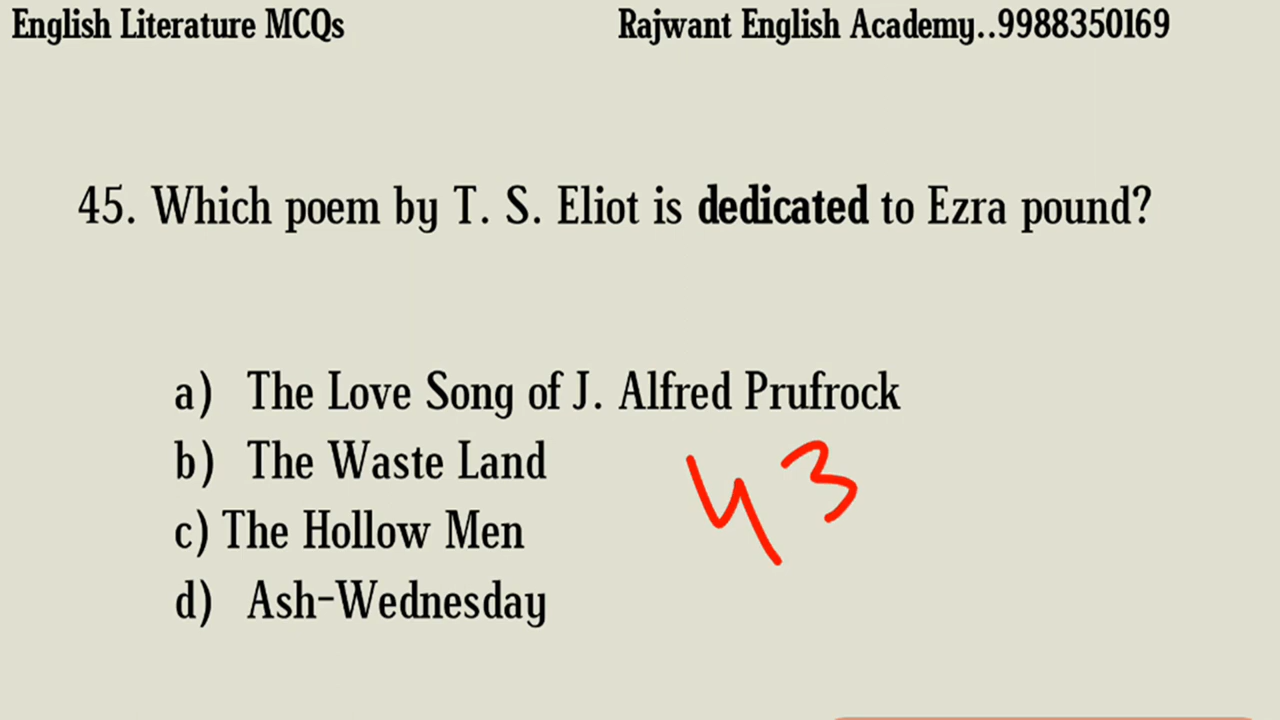 English Literature MCQs Rajwant English Academy..9988350169
45. Which poem by T. S. Eliot is dedicated to Ezra pound?
a) The Love Song of J. Alfred Prufrock
b) The Waste Land
43
c) The Hollow Men
d) Ash-Wednesday